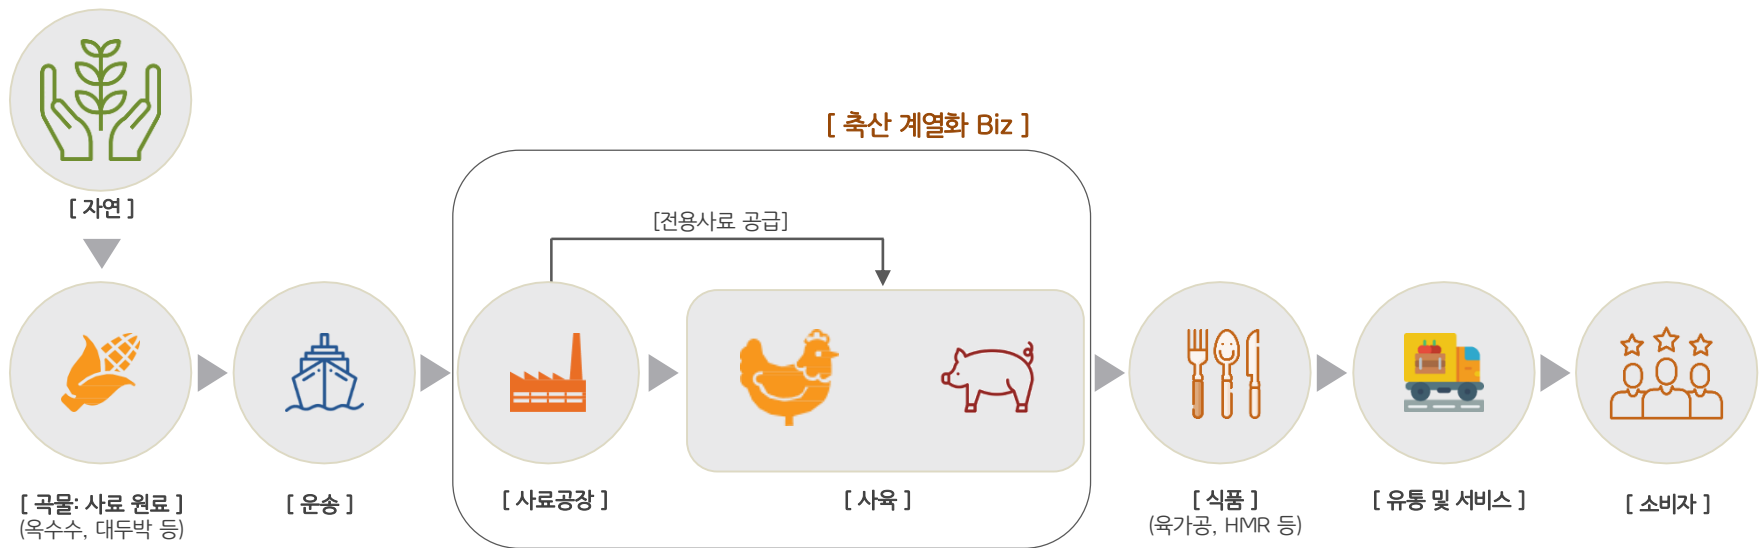 [ 자연 ]
[ 축산 계열화 Biz ]
[전용사료 공급]
[ 곡물: 사료 원료 ]
(옥수수, 대두박 등)
[ 운송 ]
[ 사료공장 ]
[ 사육 ]
[ 식품 ]
(육가공, HMR 등)
[ 유통 및 서비스 ]
[ 소비자 ]